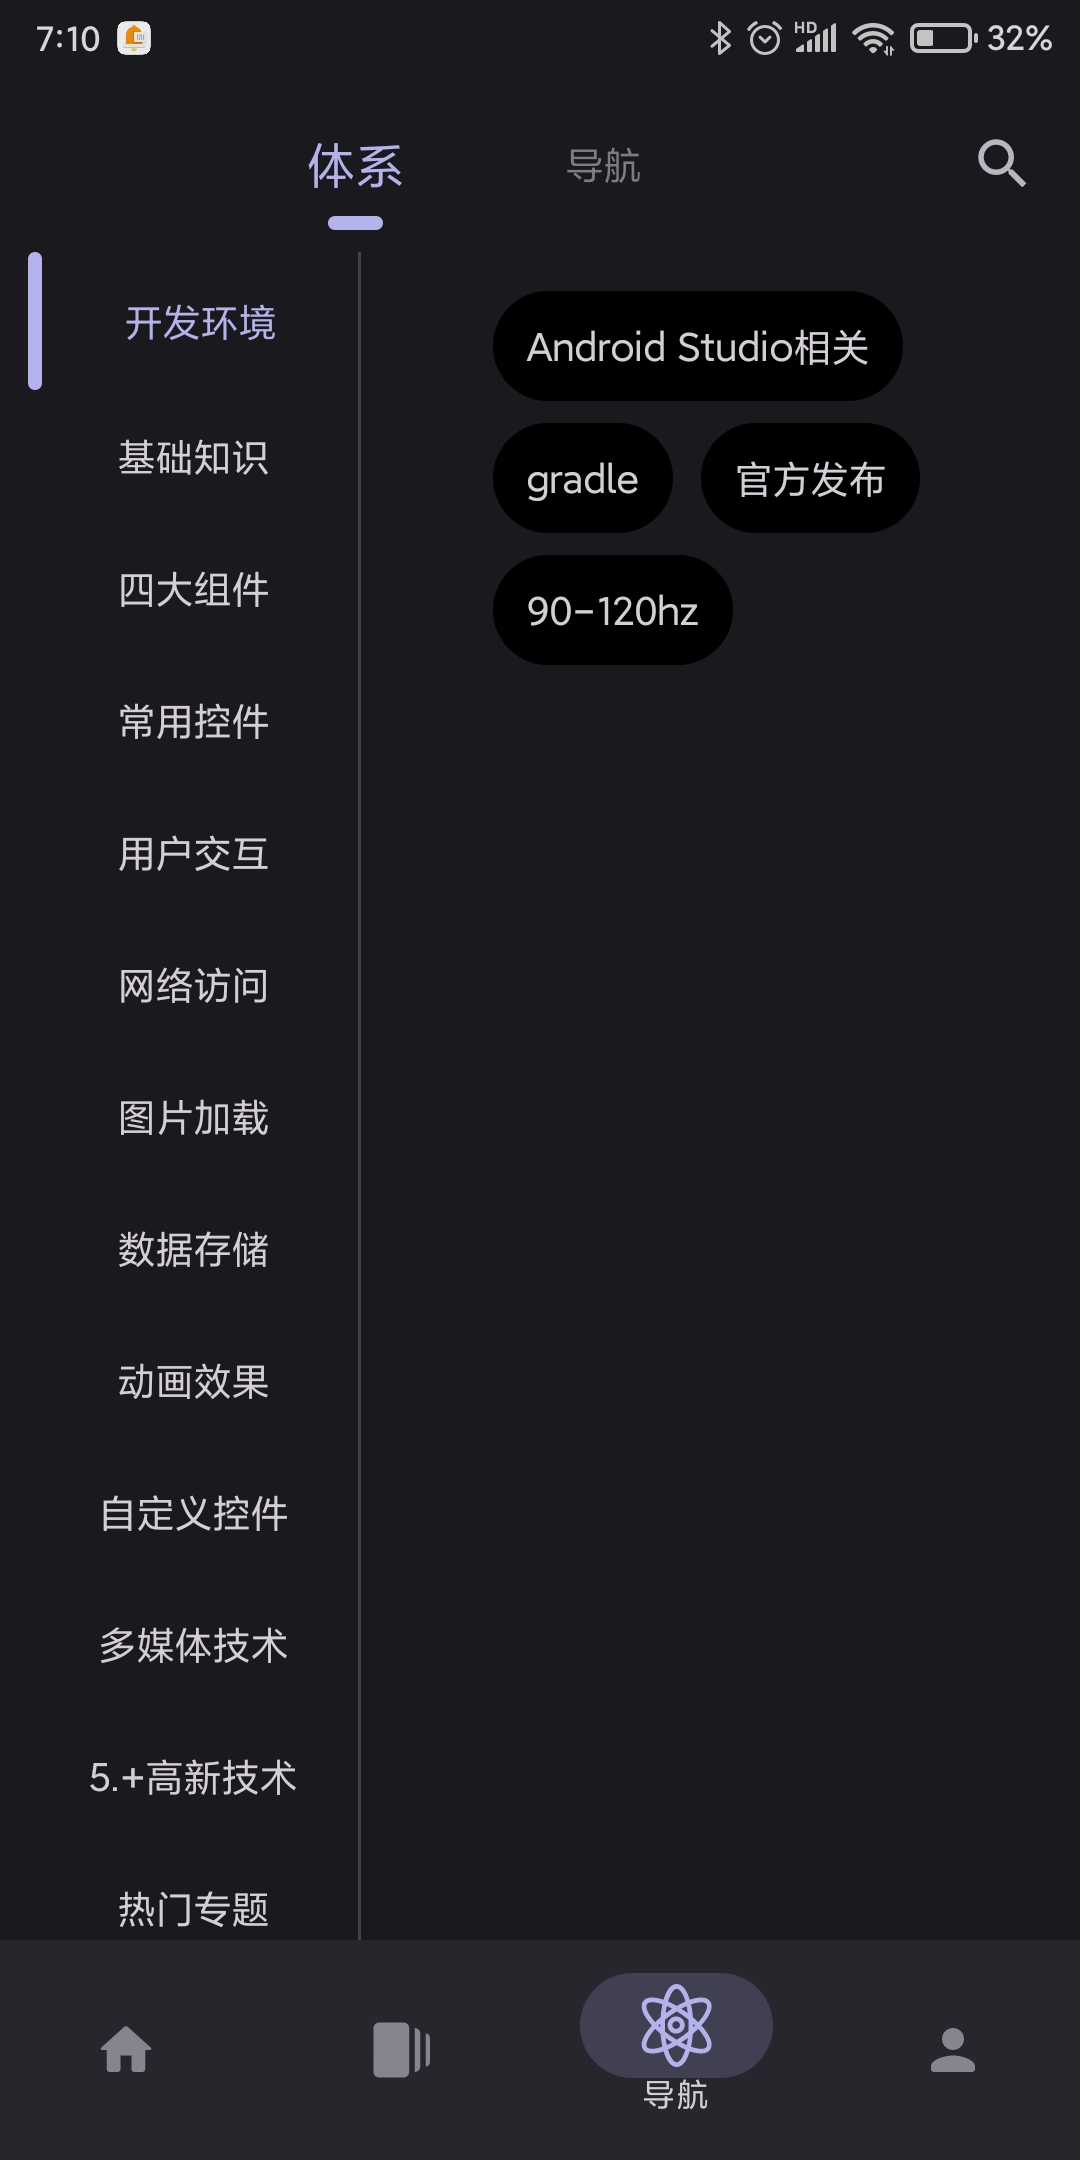 7:10
HD
32%
体系
导航
开发环境
基础知识
四大组件
常用控件
用户交互
网络访问
图片加载
数据存储
动画效果
自定义控件
多媒体技术
5.+高新技术
热门专题
Android Studio相关
gradle
官方发布
90-120hz
导航